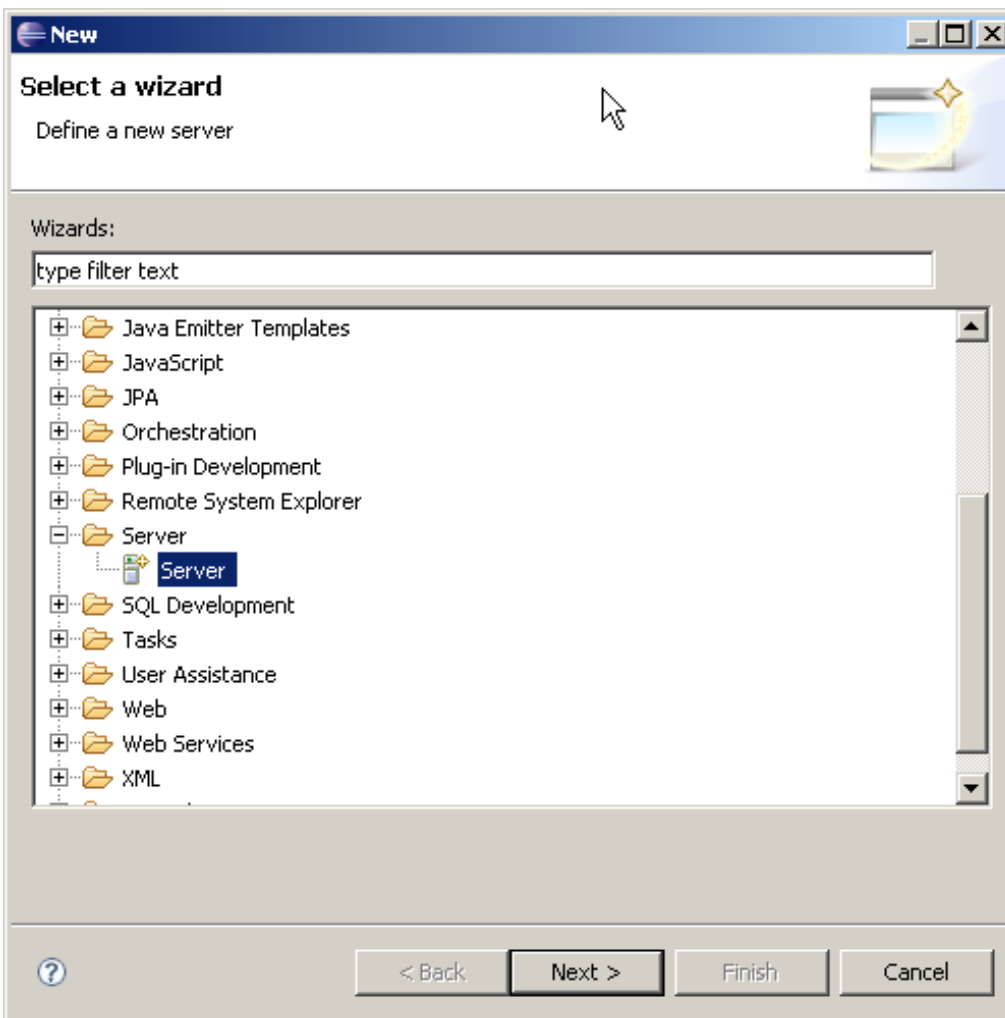 New
Select a wizard
Define a new server
Wizards:
type filter text
Java Emitter Templates
JavaScript
JPA
Orchestration
Plug-in Development
Remote System Explorer
Server
Server
SQL Development
Tasks
User Assistance
Web
Web Services
XML
< Back Next > Finish Cancel